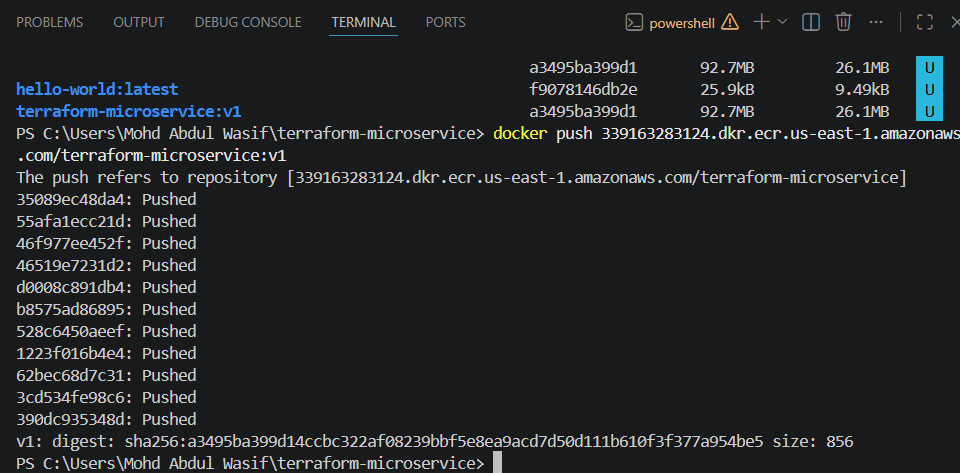 PROBLEMS OUTPUT DEBUG CONSOLE TERMINAL PORTS powershell
a3495ba399d1 92.7MB 26.1MB U
hello-world:latest f9078146db2e 25.9kB 9.49kB U
terraform-microservice:v1 a3495ba399d1 92.7MB 26.1MB U
PS C:\Users\Mohd Abdul Wasif\terraform-microservice> docker push 339163283124.dkr.ecr.us-east-1.amazonaws
.com/terraform-microservice:v1
The push refers to repository [339163283124.dkr.ecr.us-east-1.amazonaws.com/terraform-microservice]
35089ec48da4: Pushed
55afa1ecc21d: Pushed
46f977ee452f: Pushed
46519e7231d2: Pushed
d0008c891db4: Pushed
b8575ad86895: Pushed
528c6450aeef: Pushed
1223f016b4e4: Pushed
62bec68d7c31: Pushed
3cd534fe98c6: Pushed
390dc935348d: Pushed
v1: digest: sha256:a3495ba399d14ccbc322af08239bbf5e8ea9acd7d50d111b610f3f377a954be5 size: 856
PS C:\Users\Mohd Abdul Wasif\terraform-microservice>